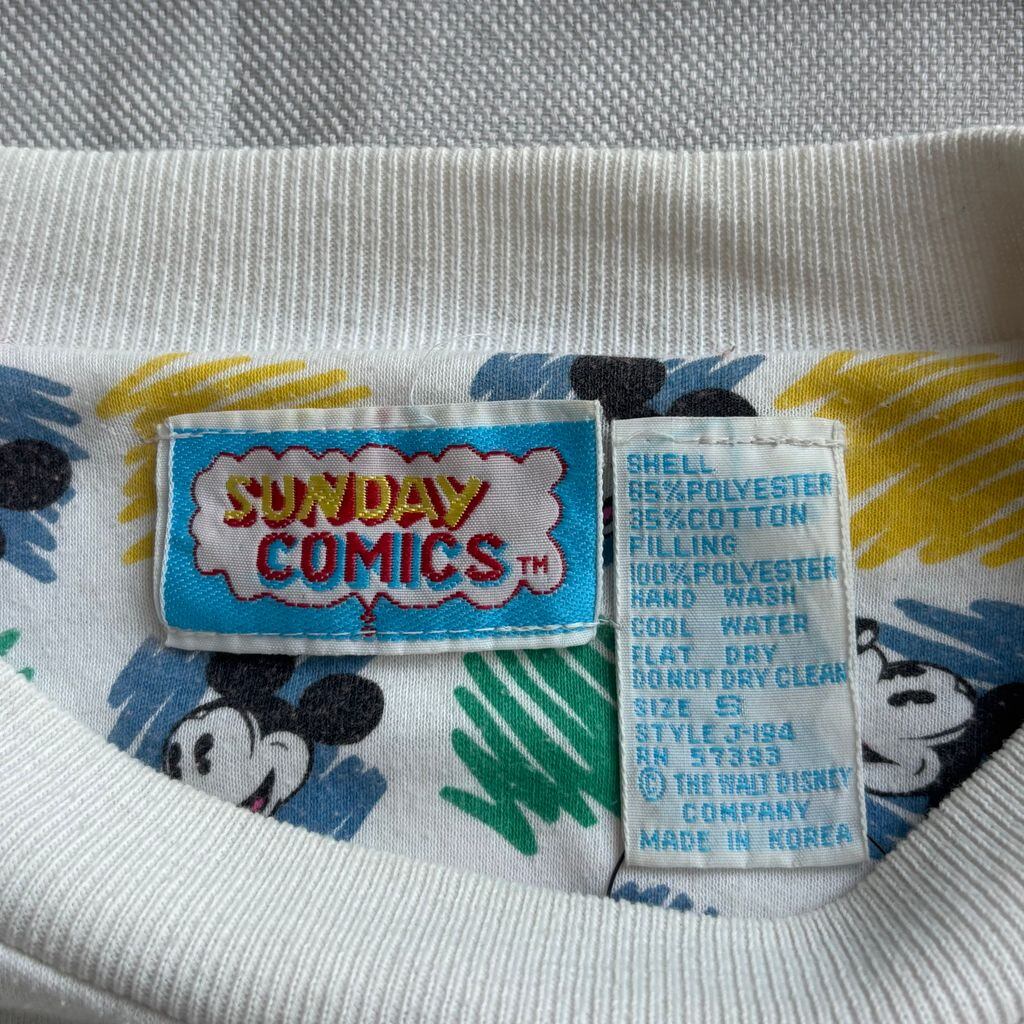 SUNDAY
COMICS™
SHELL
65%POLYESTER
35%COTTON
FILLING
100%POLYESTER
HAND WASH
COOL WATER
FLAT DRY
DO NOT DRY CLEAN
SIZE S
STYLE J-194
RN 57393
© THE WALT DISNEY
COMPANY
MADE IN KOREA